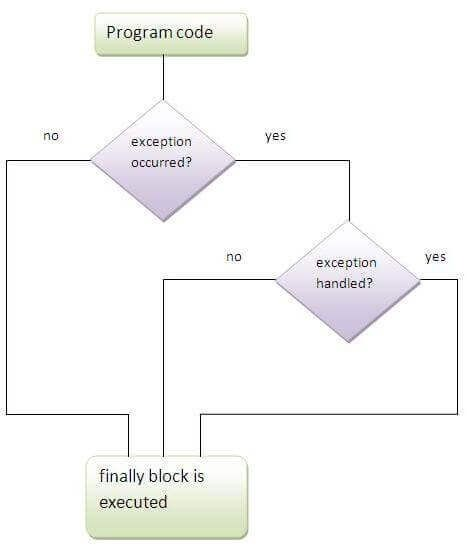 Program code
no
exception
occurred?
yes
no
exception
handled?
yes
finally block is
executed